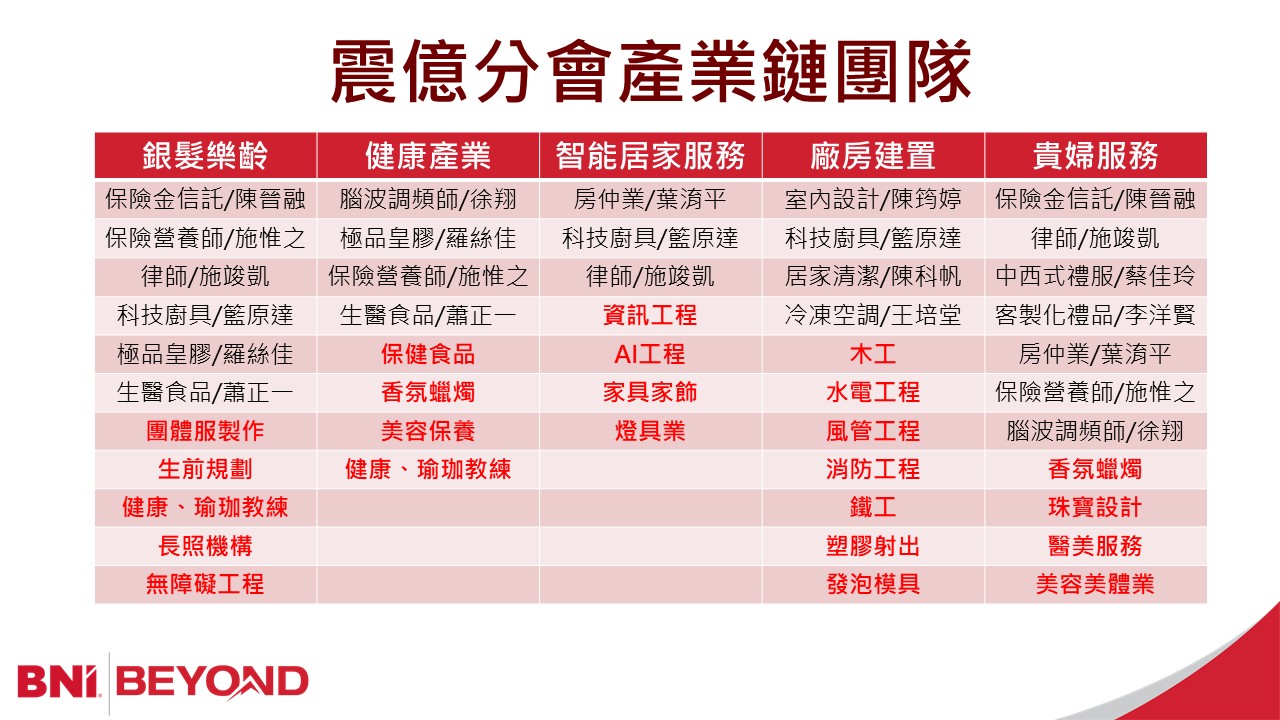 震億分會產業鏈團隊
銀髮樂齡 健康產業 智能居家服務 廠房建置 貴婦服務
保險金信託/陳晉融 腦波調頻師/徐翔 房仲業/葉淯平 室內設計/陳筠婷 保險金信託/陳晉融
保險營養師/施惟之 極品皇膠/羅絲佳 科技廚具/籃原達 科技廚具/籃原達 律師/施竣凱
律師/施竣凱 保險營養師/施惟之 律師/施竣凱 居家清潔/陳科帆 中西式禮服/蔡佳玲
科技廚具/籃原達 生醫食品/蕭正一 資訊工程 冷凍空調/王培堂 客製化禮品/李洋賢
極品皇膠/羅絲佳 保健食品 AI工程 木工 房仲業/葉淯平
生醫食品/蕭正一 香氛蠟燭 家具家飾 水電工程 保險營養師/施惟之
團體服製作 美容保養 燈具業 風管工程 腦波調頻師/徐翔
生前規劃 健康、瑜珈教練 消防工程 香氛蠟燭
健康、瑜珈教練 鐵工 珠寶設計
長照機構 塑膠射出 醫美服務
無障礙工程 發泡模具 美容美體業
BNI BEYOND